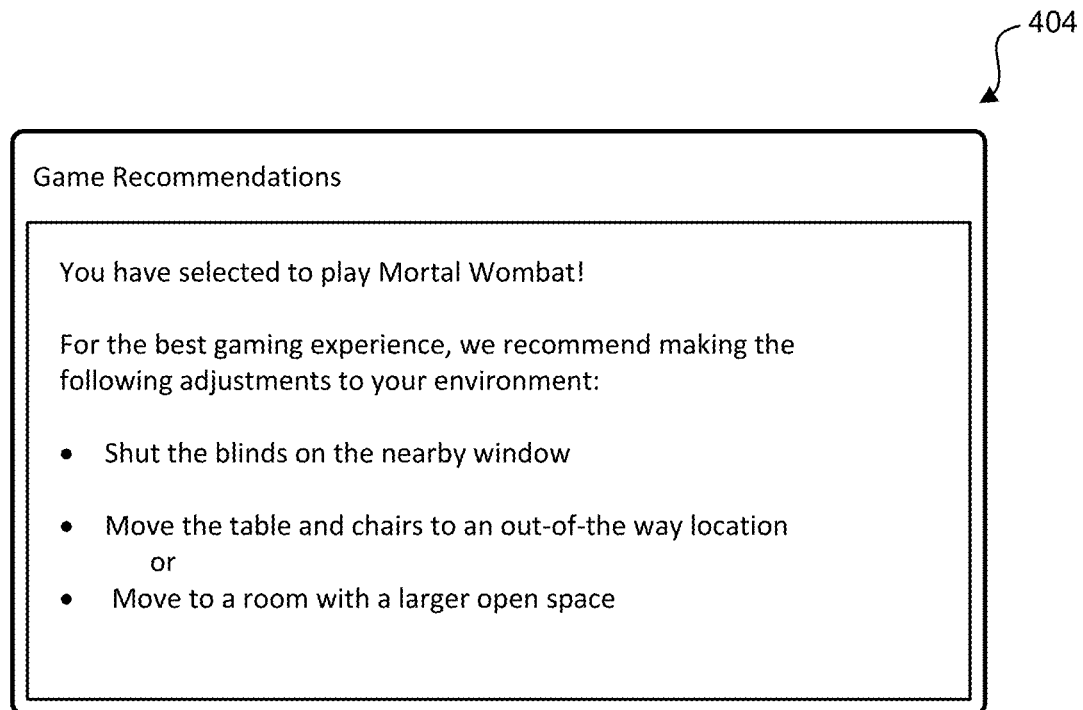 404
Game Recommendations
You have selected to play Mortal Wombat!
For the best gaming experience, we recommend making the
following adjustments to your environment:
• Shut the blinds on the nearby window
• Move the table and chairs to an out-of-the way location
or
• Move to a room with a larger open space